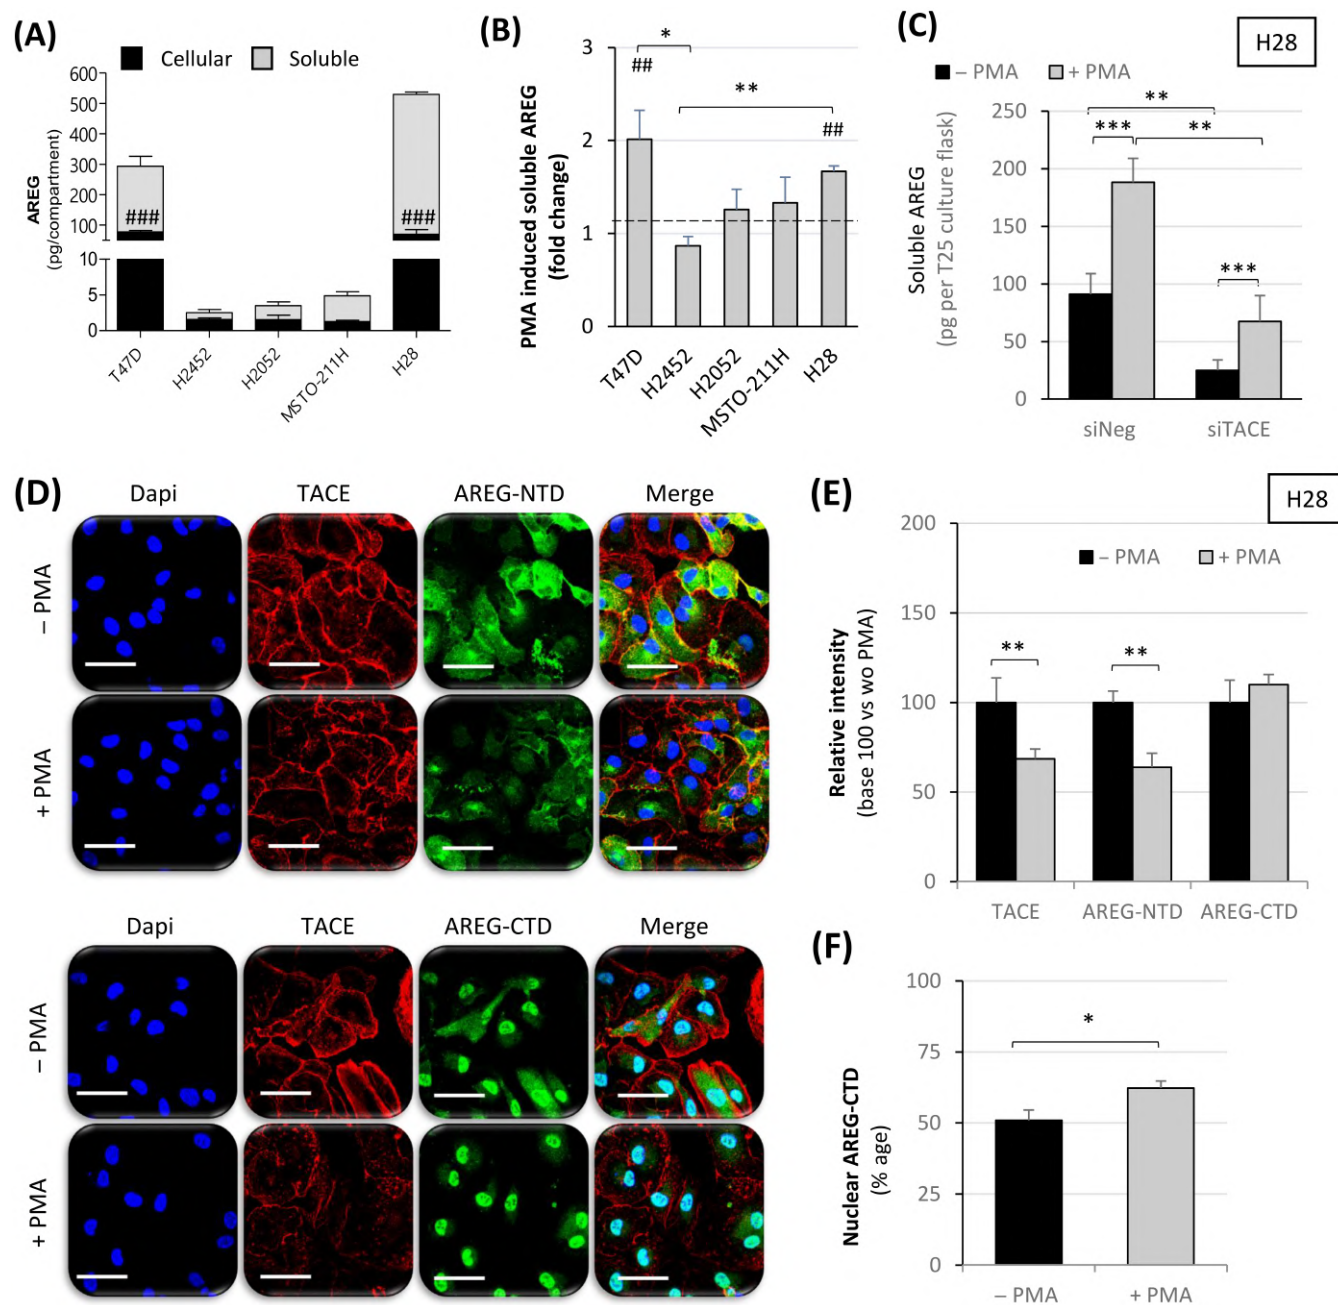 (A)
Cellular Soluble
AREG
(pg/compartment)
600
500
400
300
200
100
10
5
0
###
###
T47D
H2452
H2052
MSTO-211H
H28
(B)
PMA induced soluble AREG
(fold change)
3
2
1
0
*
##
**
##
T47D
H2452
H2052
MSTO-211H
H28
(C)
H28
– PMA + PMA
Soluble AREG
(pg per T25 culture flask)
250
200
150
100
50
0
**
***
**
***
siNeg siTACE
(D)
Dapi TACE AREG-NTD Merge
– PMA
+ PMA
Dapi TACE AREG-CTD Merge
– PMA
+ PMA
(E)
H28
– PMA + PMA
Relative intensity
(base 100 vs wo PMA)
200
150
100
50
0
**
**
TACE AREG-NTD AREG-CTD
(F)
Nuclear AREG-CTD
(% age)
100
75
50
25
0
*
– PMA + PMA